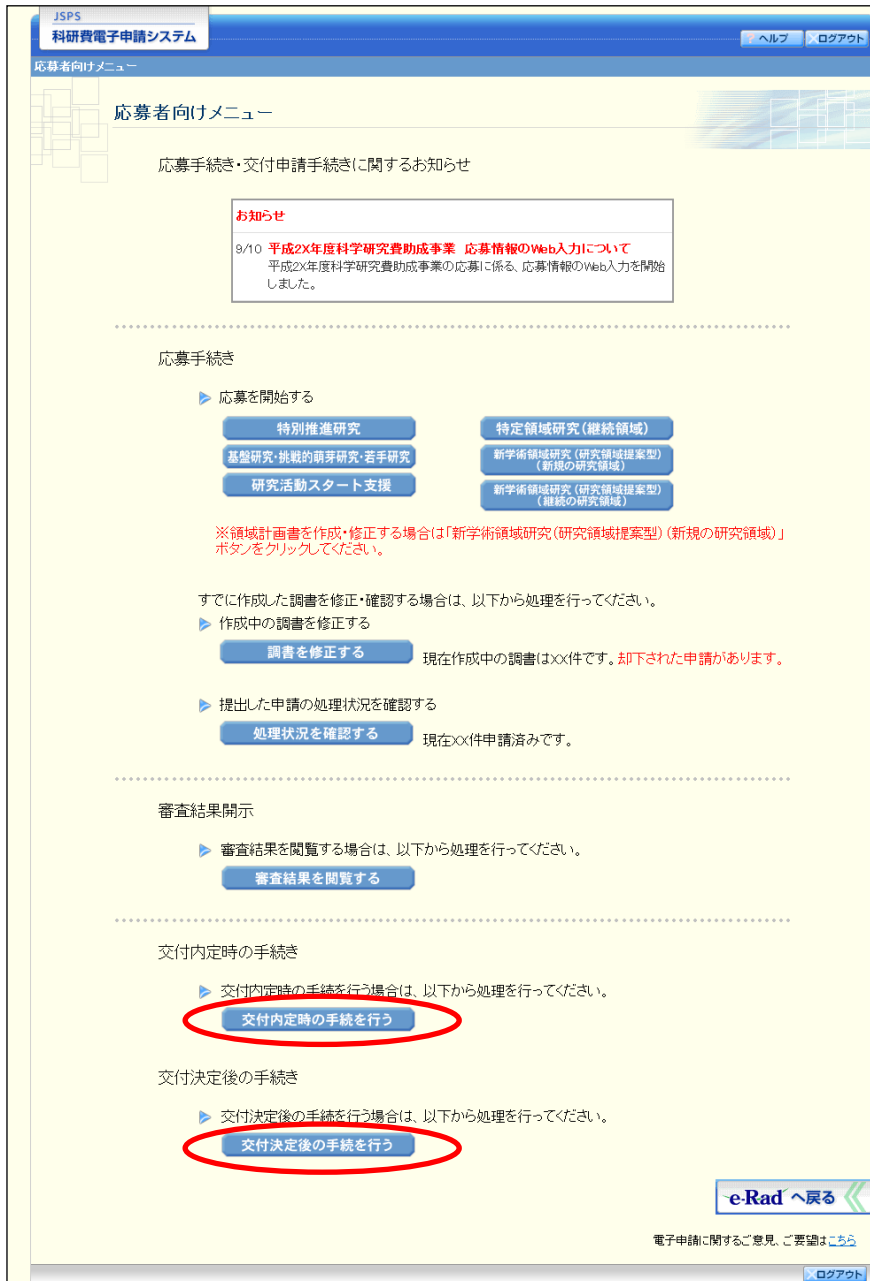 JSPS
科研費電子申請システム
? ヘルプ
×ログアウト
応募者向けメニュー
応募者向けメニュー
応募手続き・交付申請手続きに関するお知らせ
お知らせ
9/10 平成2X年度科学研究費助成事業 応募情報のWeb入力について
平成2X年度科学研究費助成事業の応募に係る、応募情報のWeb入力を開始
しました。
応募手続き
応募を開始する
特別推進研究
特定領域研究(継続領域)
基盤研究・挑戦的萌芽研究・若手研究
新学術領域研究(研究領域提案型)
(新規の研究領域)
研究活動スタート支援
新学術領域研究(研究領域提案型)
(継続の研究領域)
※領域計画書を作成・修正する場合は「新学術領域研究(研究領域提案型)(新規の研究領域)」
ボタンをクリックしてください。
すでに作成した調書を修正・確認する場合は、以下から処理を行ってください。
作成中の調書を修正する
調書を修正する 現在作成中の調書はXX件です。却下された申請があります。
提出した申請の処理状況を確認する
処理状況を確認する 現在XX件申請済みです。
審査結果開示
審査結果を閲覧する場合は、以下から処理を行ってください。
審査結果を閲覧する
交付内定時の手続き
交付内定時の手続を行う場合は、以下から処理を行ってください。
交付内定時の手続を行う
交付決定後の手続き
交付決定後の手続を行う場合は、以下から処理を行ってください。
交付決定後の手続を行う
e-Rad へ戻る
電子申請に関するご意見、ご要望はこちら
×ログアウト